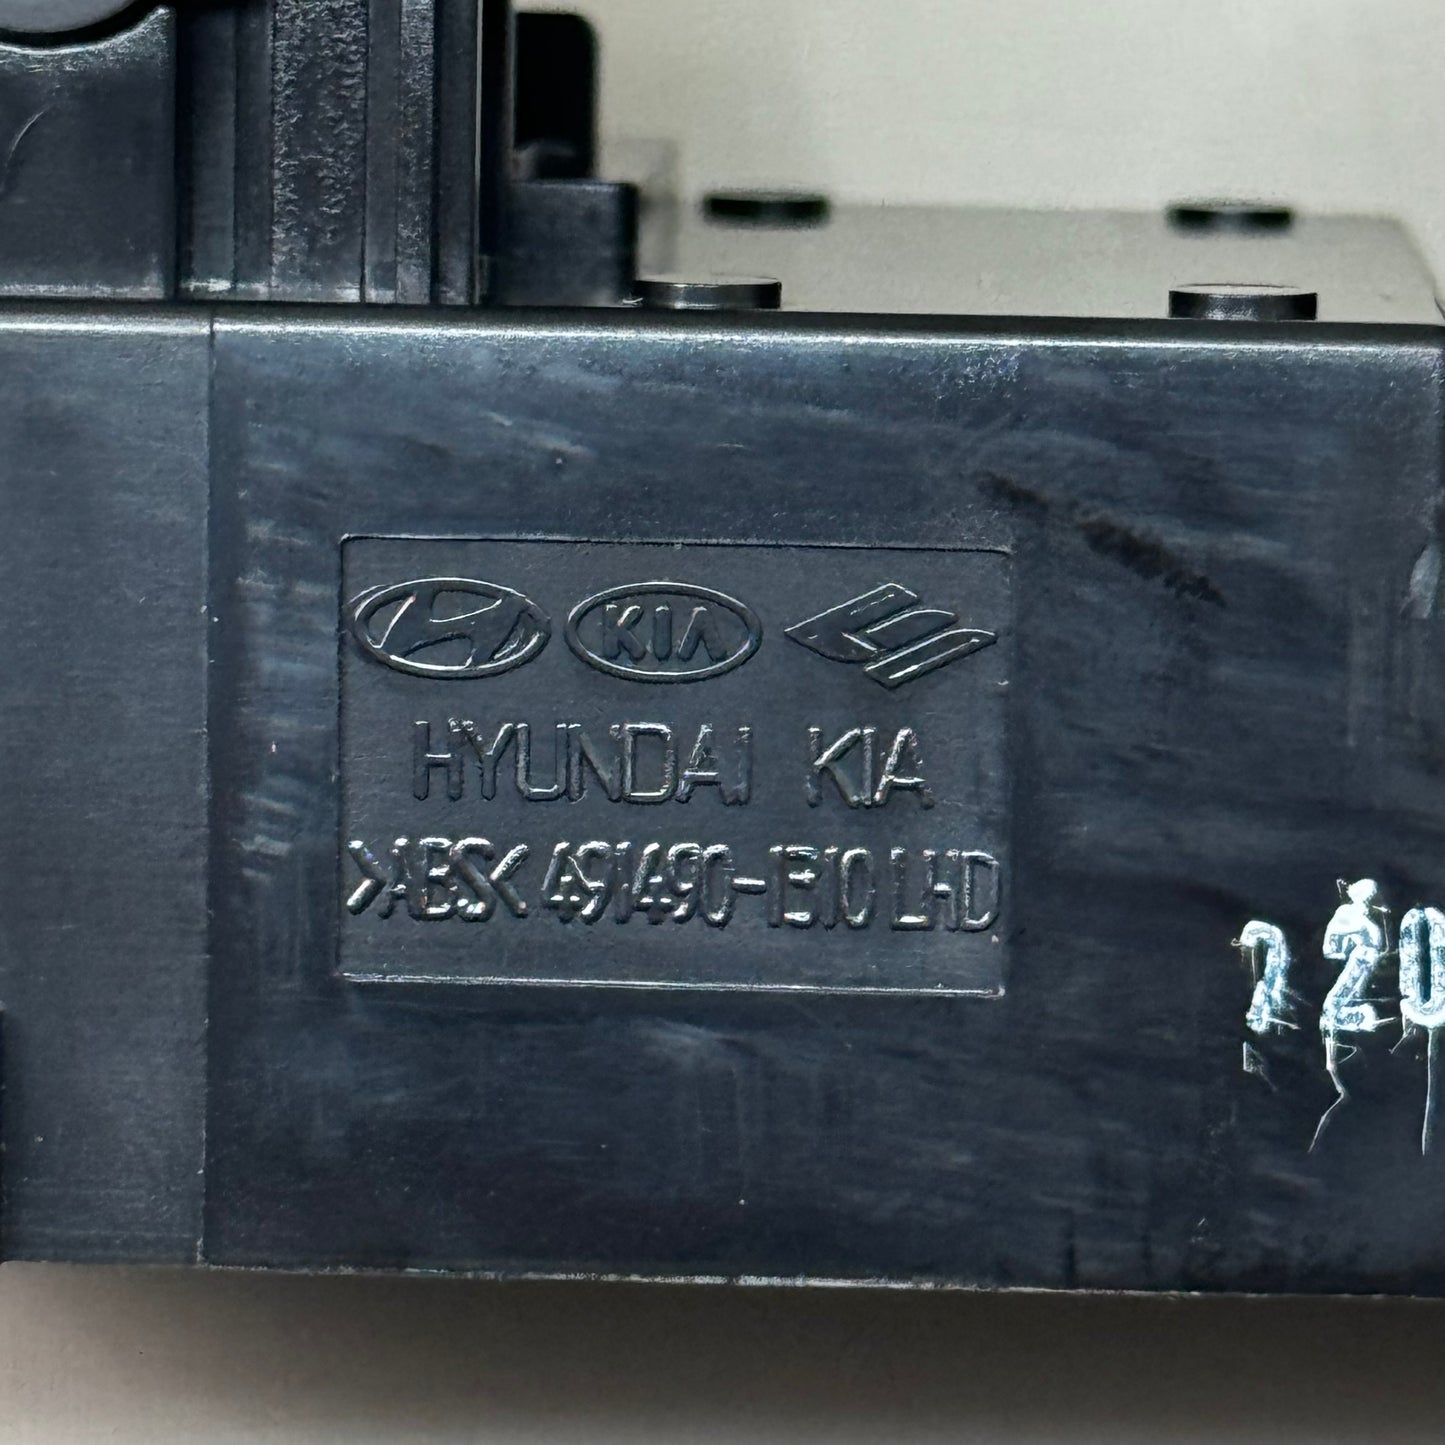 KIA
HYUNDAI KIA
>ABS< 491490-1E10 LHD
220